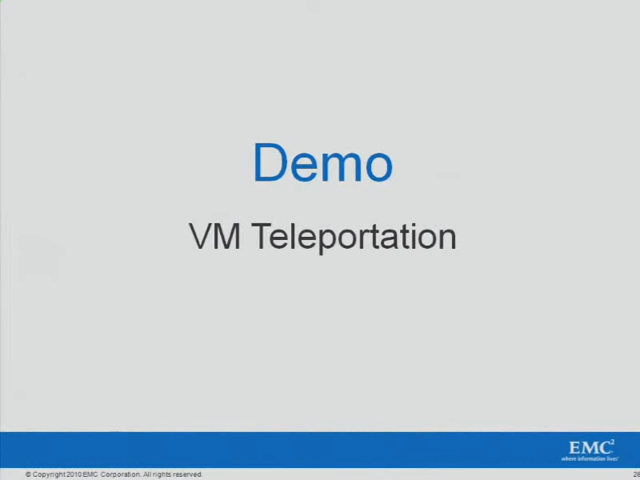 Demo
VM Teleportation
EMC²
where information lives®
© Copyright 2010 EMC Corporation. All rights reserved.